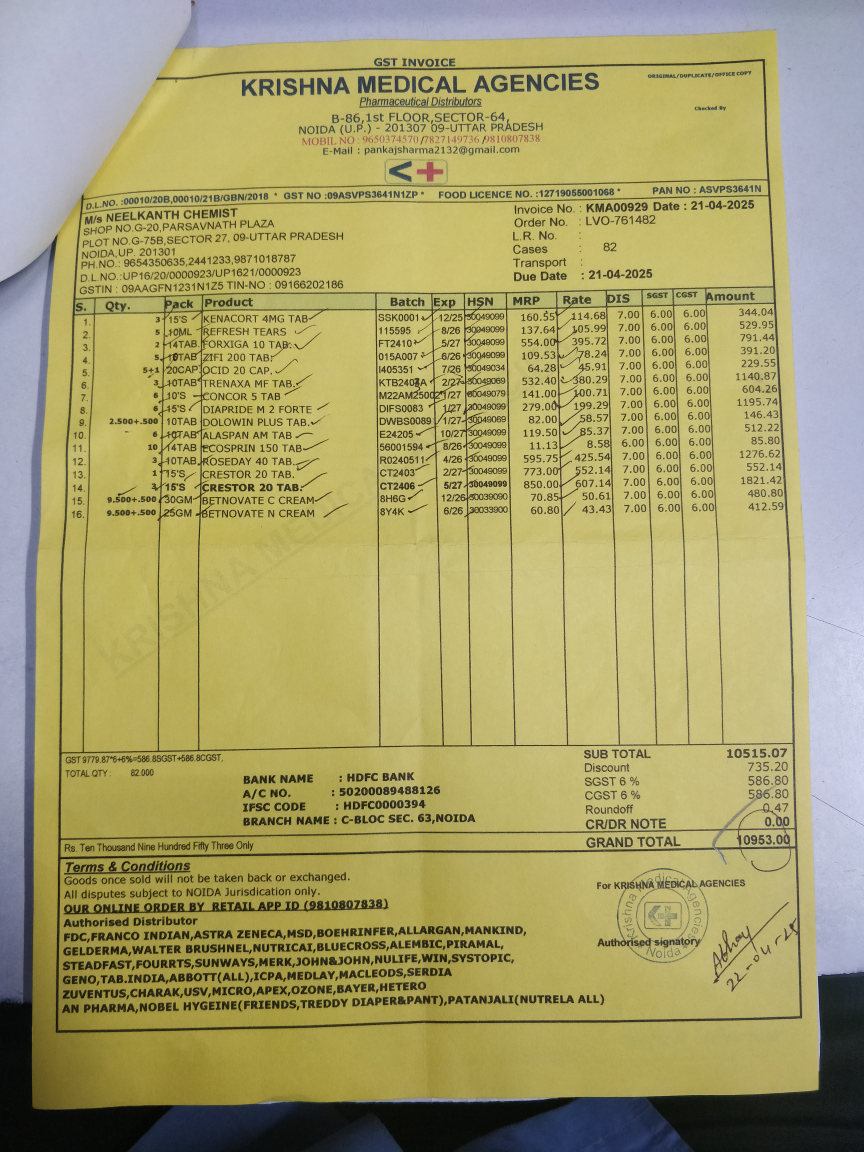 GST INVOICE
ORIGINAL/DUPLICATE/OFFICE COPY
KRISHNA MEDICAL AGENCIES
Pharmaceutical Distributors
Checked By
B-86,1st FLOOR,SECTOR-64,
NOIDA (U.P.) - 201307 09-UTTAR PRADESH
MOBIL NO : 9650374570 /7827149736 /9810807838
E-Mail : pankajsharma2132@gmail.com
D.L.NO. :00010/20B,00010/21B/GBN/2018 * GST NO :09ASVPS3641N1ZP * FOOD LICENCE NO. :12719055001068 * PAN NO : ASVPS3641N
M/s NEELKANTH CHEMIST
SHOP NO.G-20,PARSAVNATH PLAZA
PLOT NO.G-75B,SECTOR 27, 09-UTTAR PRADESH
NOIDA,UP. 201301
PH.NO.: 9654350635,2441233,9871018787
D.L.NO.:UP16/20/0000923/UP1621/0000923
GSTIN : 09AAGFN1231N1Z5 TIN-NO : 09166202186
Invoice No. : KMA00929 Date : 21-04-2025
Order No. : LVO-761482
L.R. No. :
Cases : 82
Transport :
Due Date : 21-04-2025
S. Qty. Pack Product Batch Exp HSN MRP Rate DIS SGST CGST Amount
1. 3 15'S KENACORT 4MG TAB SSK0001 12/25 30049099 160.55 114.68 7.00 6.00 6.00 344.04
2. 5 10ML REFRESH TEARS 115595 8/26 30049099 137.64 105.99 7.00 6.00 6.00 529.95
3. 2 14TAB. FORXIGA 10 TAB. FT2410 5/27 30049099 554.00 395.72 7.00 6.00 6.00 791.44
4. 5 10TAB ZIFI 200 TAB. 015A007 6/26 30049099 109.53 78.24 7.00 6.00 6.00 391.20
5. 5+1 20CAP OCID 20 CAP. I405351 7/26 30049034 64.28 45.91 7.00 6.00 6.00 229.55
6. 3 10TAB TRENAXA MF TAB. 2/27 30049099 532.40 380.29 7.00 6.00 6.00 1140.87
7. 6 10'S CONCOR 5 TAB 1/27 30049079 141.00 100.71 7.00 6.00 6.00 604.26
8. 6 15'S DIAPRIDE M 2 FORTE DIFS0083 1/27 30049099 279.00 199.29 7.00 6.00 6.00 1195.74
9. 2.500+.500 10TAB DOLOWIN PLUS TAB. DWBS0089 1/27 30049069 82.00 58.57 7.00 6.00 6.00 146.43
10. 6 10TAB ALASPAN AM TAB E24205 10/27 30049099 119.50 85.37 7.00 6.00 6.00 512.22
11. 10 14TAB ECOSPRIN 150 TAB 56001594 8/26 30049099 11.13 8.58 6.00 6.00 6.00 85.80
12. 3 10TAB ROSEDAY 40 TAB. R0240511 4/26 30049099 595.75 425.54 7.00 6.00 6.00 1276.62
13. 1 15'S CRESTOR 20 TAB. CT2403 2/27 30049099 773.00 552.14 7.00 6.00 6.00 552.14
14. 3 15'S CRESTOR 20 TAB. CT2406 5/27 30049099 850.00 607.14 7.00 6.00 6.00 1821.42
15. 9.500+.500 30GM BETNOVATE C CREAM 8H6G 12/26 30039090 70.85 50.61 7.00 6.00 6.00 480.80
16. 9.500+.500 25GM BETNOVATE N CREAM 8Y4K 6/26 30033900 60.80 43.43 7.00 6.00 6.00 412.59
KRISHNA
GST 9779.87*6+6%=586.8SGST+586.8CGST,
TOTAL QTY : 82.000
BANK NAME : HDFC BANK
A/C NO. : 50200089488126
IFSC CODE : HDFC0000394
BRANCH NAME : C-BLOC SEC. 63,NOIDA
SUB TOTAL 10515.07
Discount 735.20
SGST 6 % 586.80
CGST 6 % 586.80
Roundoff 0.47
CR/DR NOTE 0.00
Rs. Ten Thousand Nine Hundred Fifty Three Only
GRAND TOTAL 10953.00
Terms & Conditions
Goods once sold will not be taken back or exchanged.
All disputes subject to NOIDA Jurisdication only.
OUR ONLINE ORDER BY RETAIL APP ID (9810807838)
Authorised Distributor
FDC,FRANCO INDIAN,ASTRA ZENECA,MSD,BOEHRINFER,ALLARGAN,MANKIND,
GELDERMA,WALTER BRUSHNEL,NUTRICAI,BLUECROSS,ALEMBIC,PIRAMAL,
STEADFAST,FOURRTS,SUNWAYS,MERK,JOHN&JOHN,NULIFE,WIN,SYSTOPIC,
GENO,TAB.INDIA,ABBOTT(ALL),ICPA,MEDLAY,MACLEODS,SERDIA
ZUVENTUS,CHARAK,USV,MICRO,APEX,OZONE,BAYER,HETERO
AN PHARMA,NOBEL HYGEINE(FRIENDS,TREDDY DIAPER&PANT),PATANJALI(NUTRELA ALL)
For KRISHNA MEDICAL AGENCIES
Krishna Medical Agencies
Noida
Authorised signatory
Abhay
22-04-25